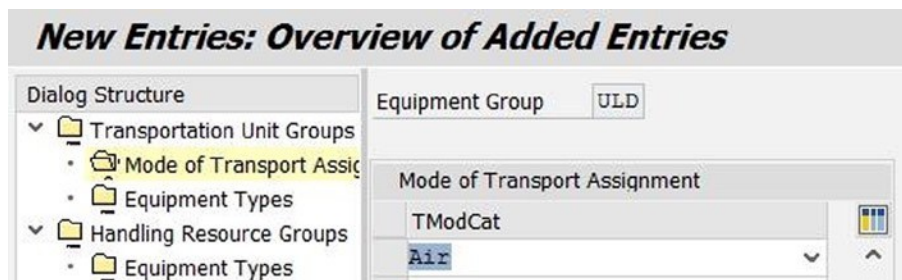 New Entries: Overview of Added Entries
Dialog Structure
Transportation Unit Groups
Mode of Transport Assig
Equipment Types
Handling Resource Groups
Equipment Types
Equipment Group ULD
Mode of Transport Assignment
TModCat
Air